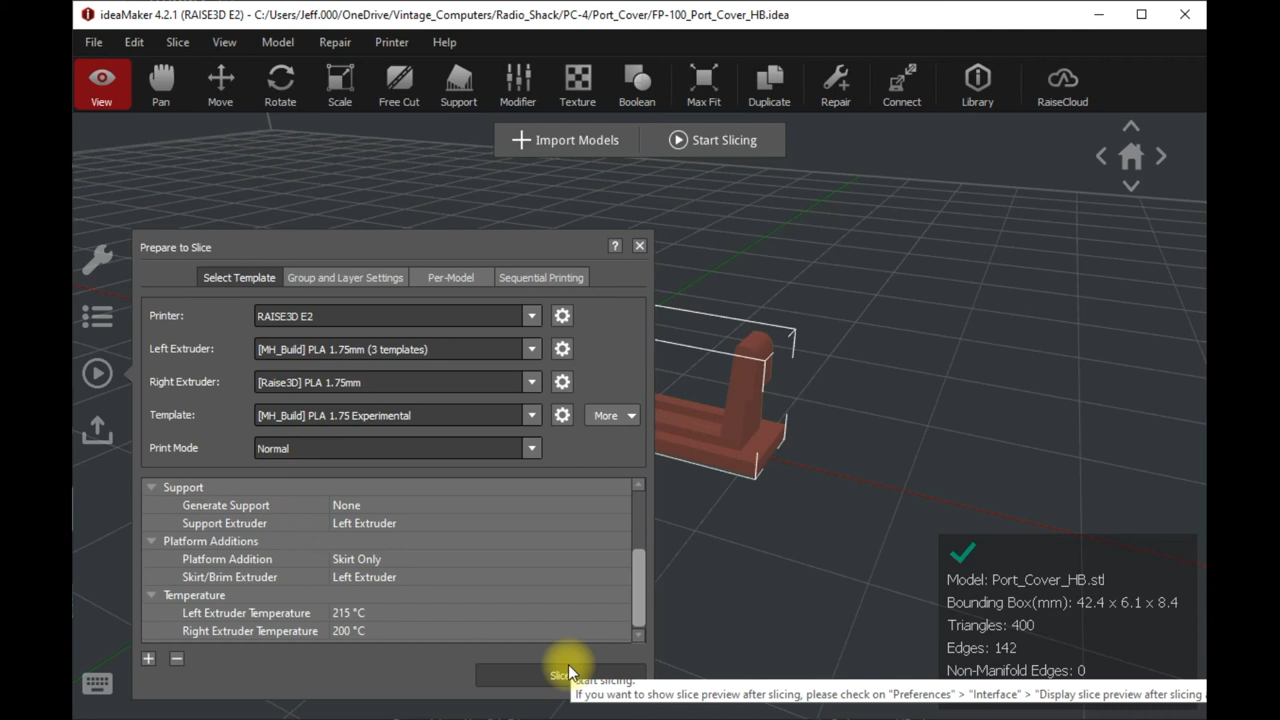 ideaMaker 4.2.1 (RAISE3D E2) - C:/Users/Jeff.000/OneDrive/Vintage_Computers/Radio_Shack/PC-4/Port_Cover/FP-100_Port_Cover_HB.idea
File Edit Slice View Model Repair Printer Help
View Pan Move Rotate Scale Free Cut Support Modifier Texture Boolean Max Fit Duplicate Repair Connect Library RaiseCloud
Import Models Start Slicing
Prepare to Slice ?
Select Template Group and Layer Settings Per-Model Sequential Printing
Printer: RAISE3D E2
Left Extruder: [MH_Build] PLA 1.75mm (3 templates)
Right Extruder: [Raise3D] PLA 1.75mm
Template: [MH_Build] PLA 1.75 Experimental More
Print Mode Normal
Support
Generate Support None
Support Extruder Left Extruder
Platform Additions
Platform Addition Skirt Only
Skirt/Brim Extruder Left Extruder
Temperature
Left Extruder Temperature 215 °C
Right Extruder Temperature 200 °C
Model: Port_Cover_HB.stl
Bounding Box(mm): 42.4 x 6.1 x 8.4
Triangles: 400
Edges: 142
Non-Manifold Edges: 0
Start slicing.
If you want to show slice preview after slicing, please check on "Preferences" > "Interface" > "Display slice preview after slicing